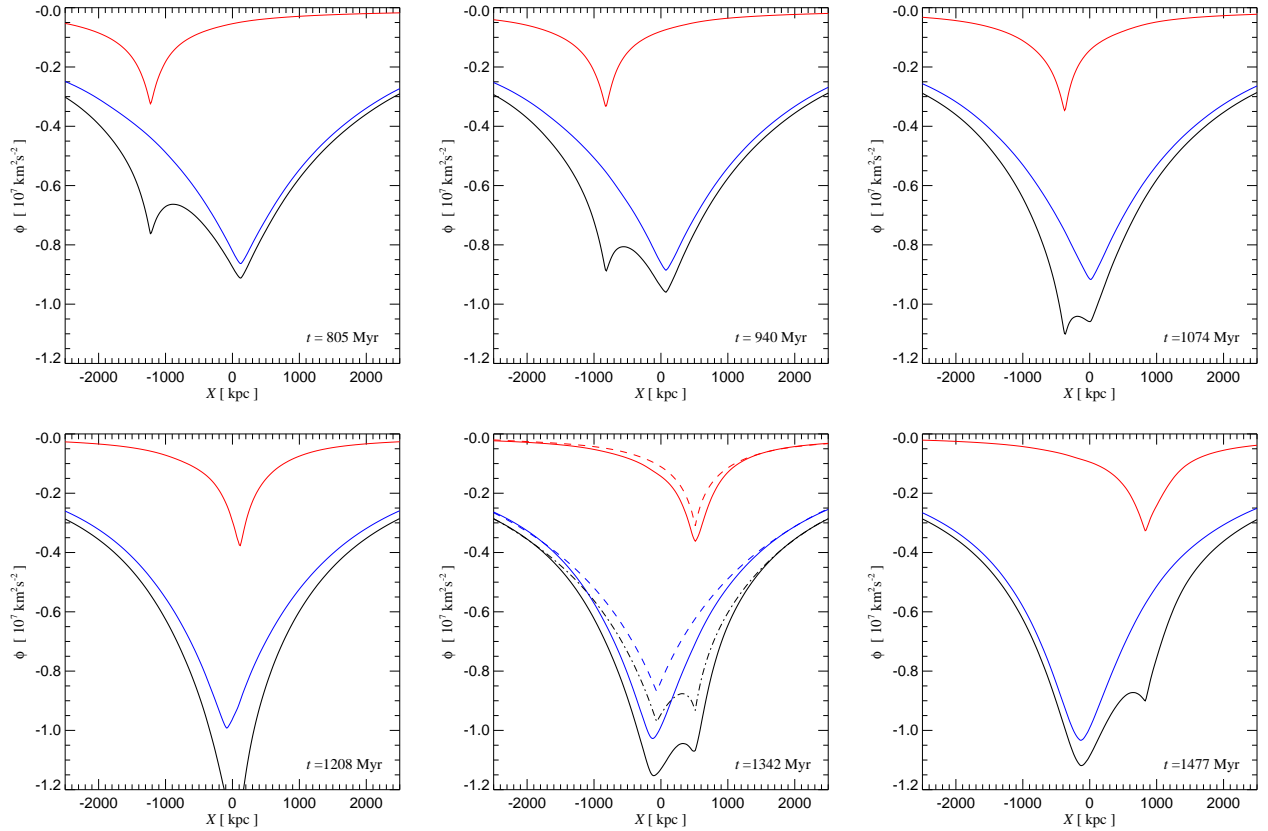 -0.0
-0.2
-0.4
-0.6
-0.8
-1.0
-1.2
ϕ [ 10⁷ km²s⁻² ]
-2000 -1000 0 1000 2000
X [ kpc ]
t = 805 Myr
-0.0
-0.2
-0.4
-0.6
-0.8
-1.0
-1.2
ϕ [ 10⁷ km²s⁻² ]
-2000 -1000 0 1000 2000
X [ kpc ]
t = 940 Myr
-0.0
-0.2
-0.4
-0.6
-0.8
-1.0
-1.2
ϕ [ 10⁷ km²s⁻² ]
-2000 -1000 0 1000 2000
X [ kpc ]
t =1074 Myr
-0.0
-0.2
-0.4
-0.6
-0.8
-1.0
-1.2
ϕ [ 10⁷ km²s⁻² ]
-2000 -1000 0 1000 2000
X [ kpc ]
t =1208 Myr
-0.0
-0.2
-0.4
-0.6
-0.8
-1.0
-1.2
ϕ [ 10⁷ km²s⁻² ]
-2000 -1000 0 1000 2000
X [ kpc ]
t =1342 Myr
-0.0
-0.2
-0.4
-0.6
-0.8
-1.0
-1.2
ϕ [ 10⁷ km²s⁻² ]
-2000 -1000 0 1000 2000
X [ kpc ]
t =1477 Myr